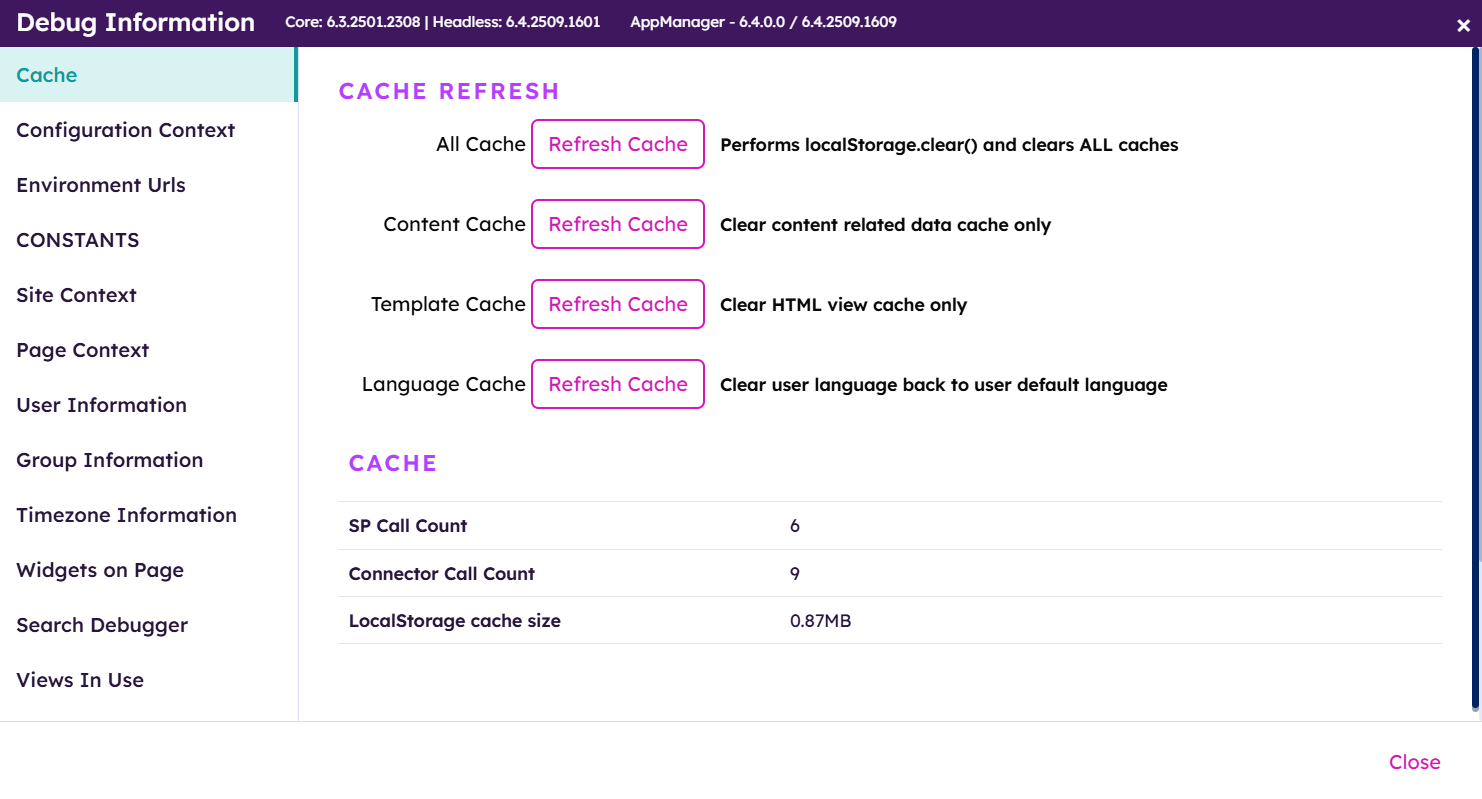 Debug Information Core: 6.3.2501.2308 | Headless: 6.4.2509.1601 AppManager - 6.4.0.0 / 6.4.2509.1609 ×
Cache
Configuration Context
Environment Urls
CONSTANTS
Site Context
Page Context
User Information
Group Information
Timezone Information
Widgets on Page
Search Debugger
Views In Use
CACHE REFRESH
All Cache Refresh Cache Performs localStorage.clear() and clears ALL caches
Content Cache Refresh Cache Clear content related data cache only
Template Cache Refresh Cache Clear HTML view cache only
Language Cache Refresh Cache Clear user language back to user default language
CACHE
SP Call Count 6
Connector Call Count 9
LocalStorage cache size 0.87MB
Close